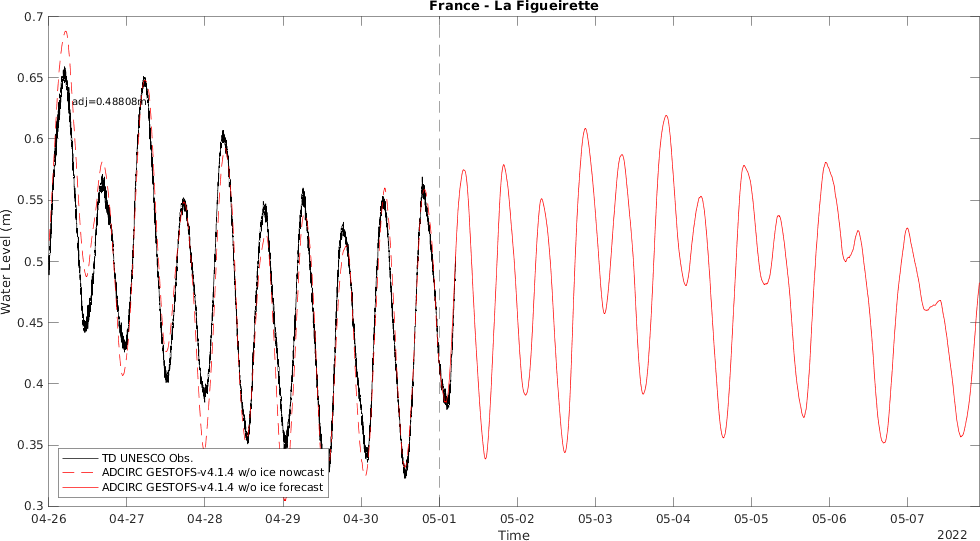 France - La Figueirette
0.7
0.65
0.6
0.55
0.5
0.45
0.4
0.35
0.3
Water Level (m)
adj=0.48808m
TD UNESCO Obs.
ADCIRC GESTOFS-v4.1.4 w/o ice nowcast
ADCIRC GESTOFS-v4.1.4 w/o ice forecast
04-26 04-27 04-28 04-29 04-30 05-01 05-02 05-03 05-04 05-05 05-06 05-07
Time
2022